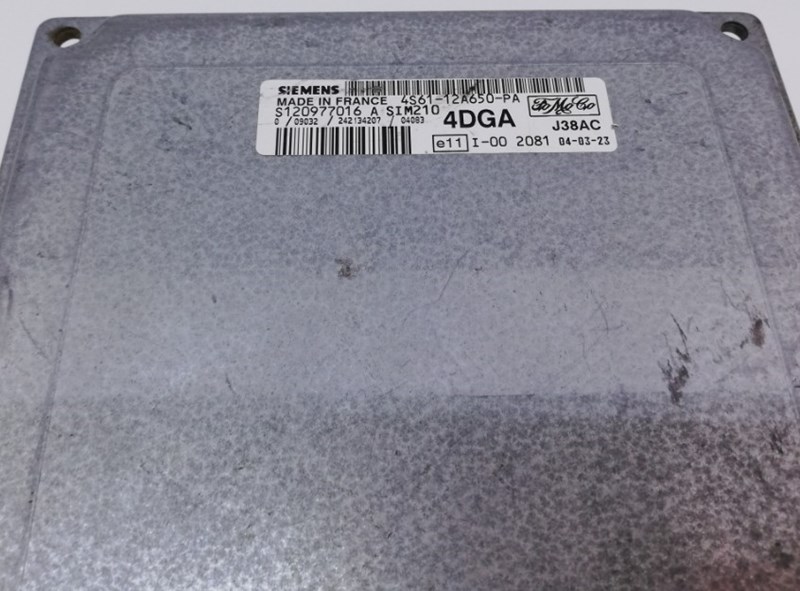 SIEMENS
MADE IN FRANCE 4S61-12A650-PA
S120977016 A SIM210
0 / 09032 / 242134207 / 04083
4DGA
FoMoCo
J38AC
e11 I-00 2081 04-03-23